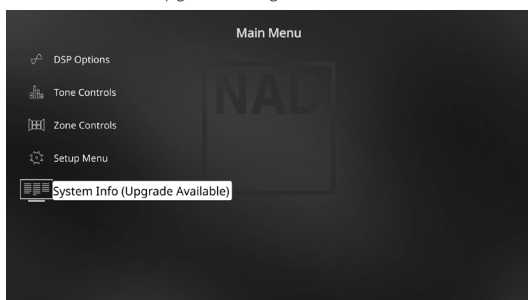 Main Menu
DSP Options
Tone Controls
NAD
Zone Controls
Setup Menu
System Info (Upgrade Available)